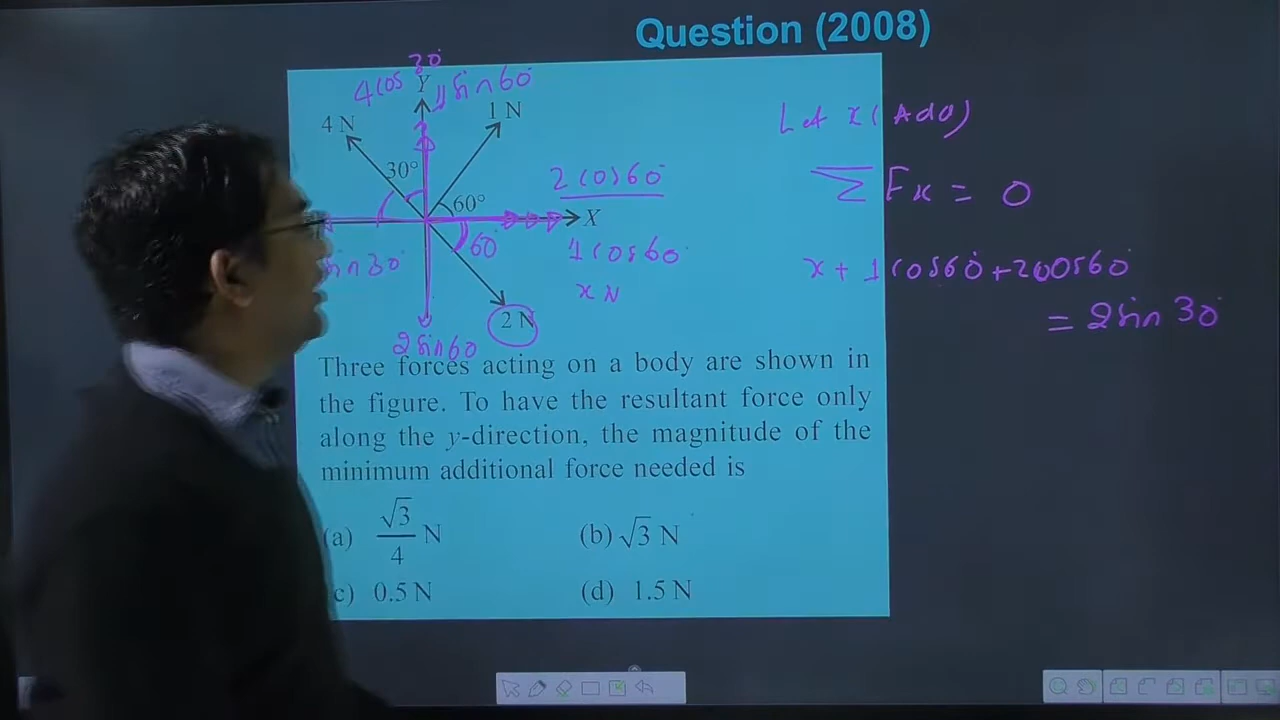 Question (2008)
4cos 30°
Y
1 sin 60°
4 N
1 N
30°
60°
2 cos 60°
X
60°
sin 30°
1 cos 60°
x N
2 N
2 sin 60
Let x (Add)
Σ Fx = 0
x + 1 cos 60° + 2 cos 60°
= 2 sin 30°
Three forces acting on a body are shown in
the figure. To have the resultant force only
along the y-direction, the magnitude of the
minimum additional force needed is
(a) √3/4 N
(b) √3 N
c) 0.5 N
(d) 1.5 N